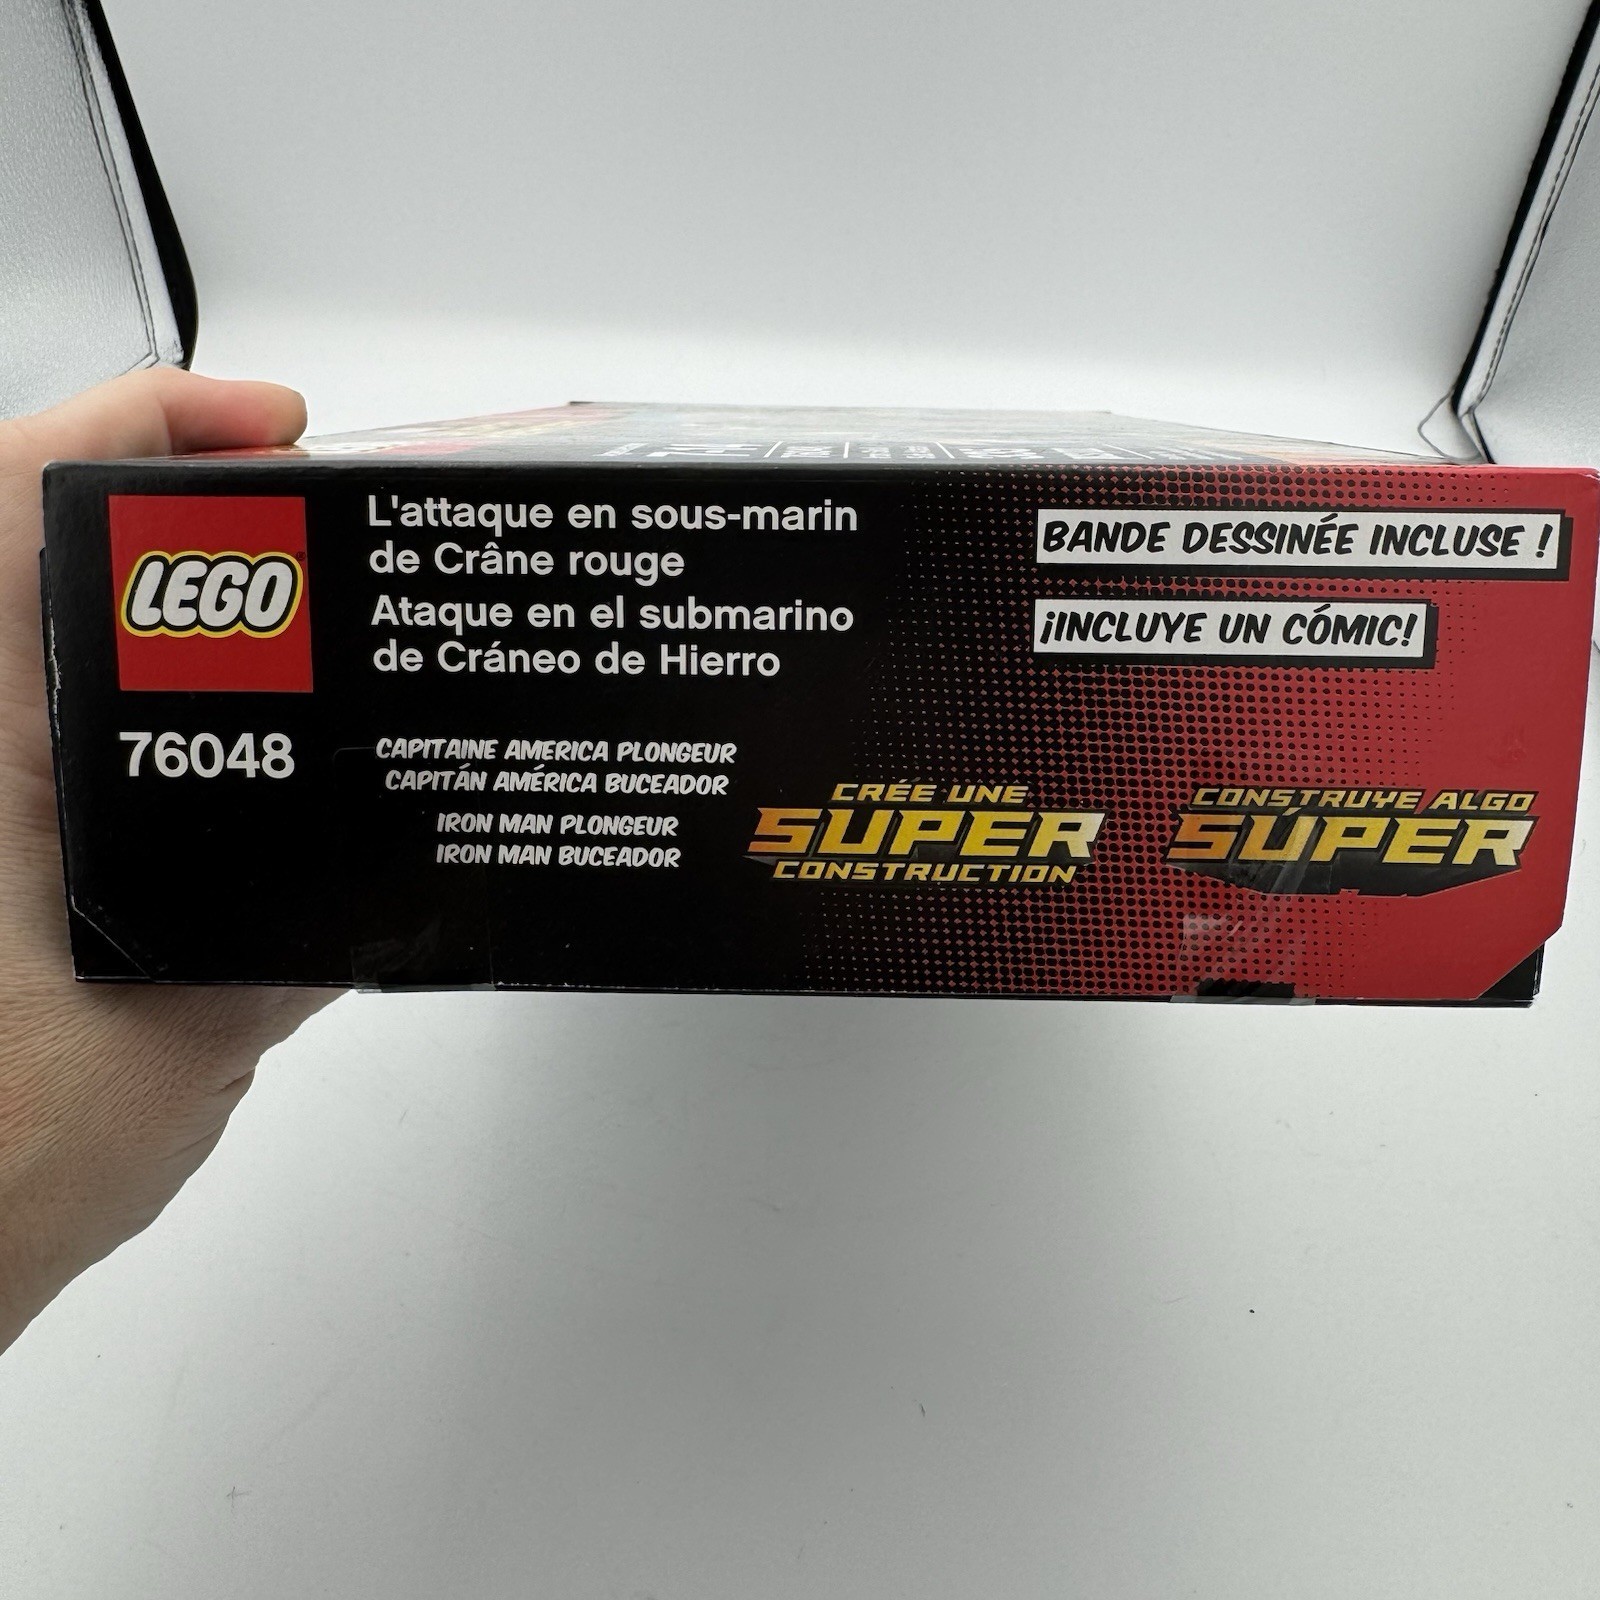 LEGO
76048
L'attaque en sous-marin
de Crâne rouge
Ataque en el submarino
de Cráneo de Hierro
CAPITAINE AMERICA PLONGEUR
CAPITÁN AMÉRICA BUCEADOR
IRON MAN PLONGEUR
IRON MAN BUCEADOR
BANDE DESSINÉE INCLUSE !
¡INCLUYE UN CÓMIC!
CRÉE UNE
SUPER
CONSTRUCTION
CONSTRUYE ALGO
SÚPER